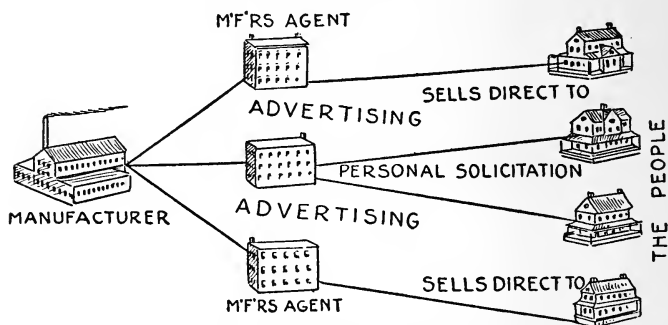 M'F'RS AGENT
SELLS DIRECT TO
ADVERTISING
PERSONAL SOLICITATION
MANUFACTURER
ADVERTISING
THE PEOPLE
SELLS DIRECT TO
M'F'RS AGENT